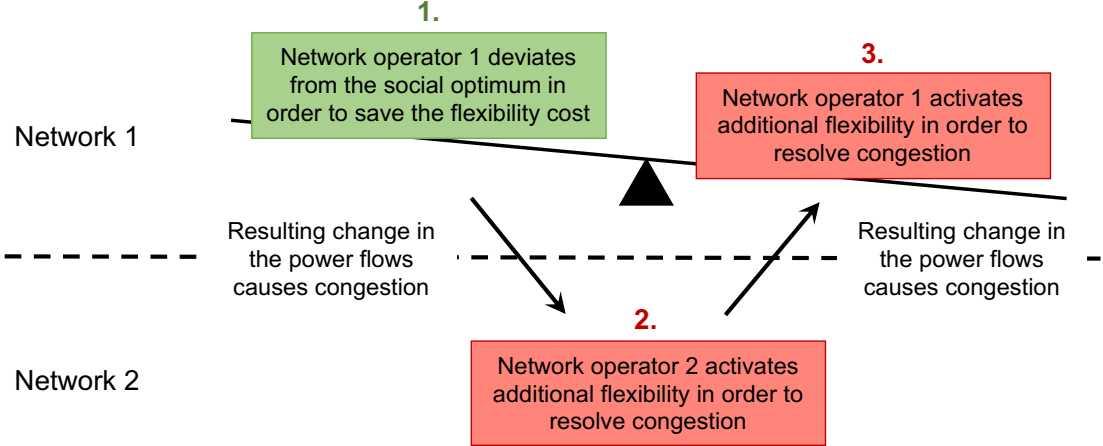 1.
Network operator 1 deviates
from the social optimum in
order to save the flexibility cost
3.
Network operator 1 activates
additional flexibility in order to
resolve congestion
Network 1
Resulting change in
the power flows
causes congestion
Resulting change in
the power flows
causes congestion
2.
Network operator 2 activates
additional flexibility in order to
resolve congestion
Network 2